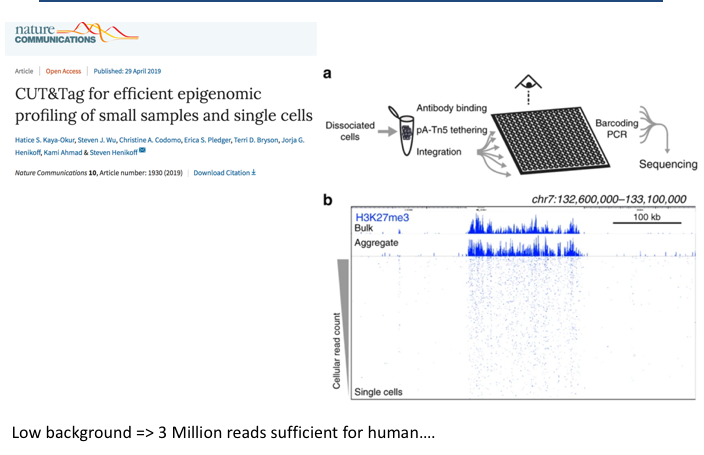 nature
COMMUNICATIONS
Article | Open Access | Published: 29 April 2019
CUT&Tag for efficient epigenomic
profiling of small samples and single cells
Hatice S. Kaya-Okur, Steven J. Wu, Christine A. Codomo, Erica S. Pledger, Terri D. Bryson, Jorja G.
Henikoff, Kami Ahmad & Steven Henikoff
Nature Communications 10, Article number: 1930 (2019) | Download Citation
a
Dissociated
cells
Antibody binding
pA-Tn5 tethering
Integration
Barcoding
PCR
Sequencing
b
chr7:132,600,000–133,100,000
H3K27me3
Bulk
100 kb
Aggregate
Cellular read count
Single cells
Low background => 3 Million reads sufficient for human....